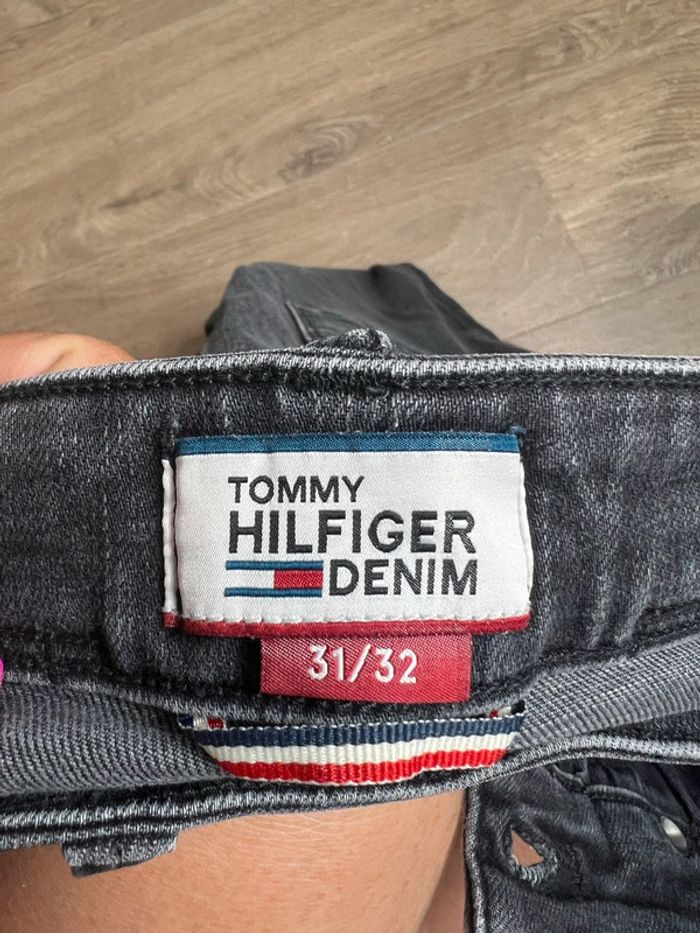 TOMMY
HILFIGER
DENIM
31/32